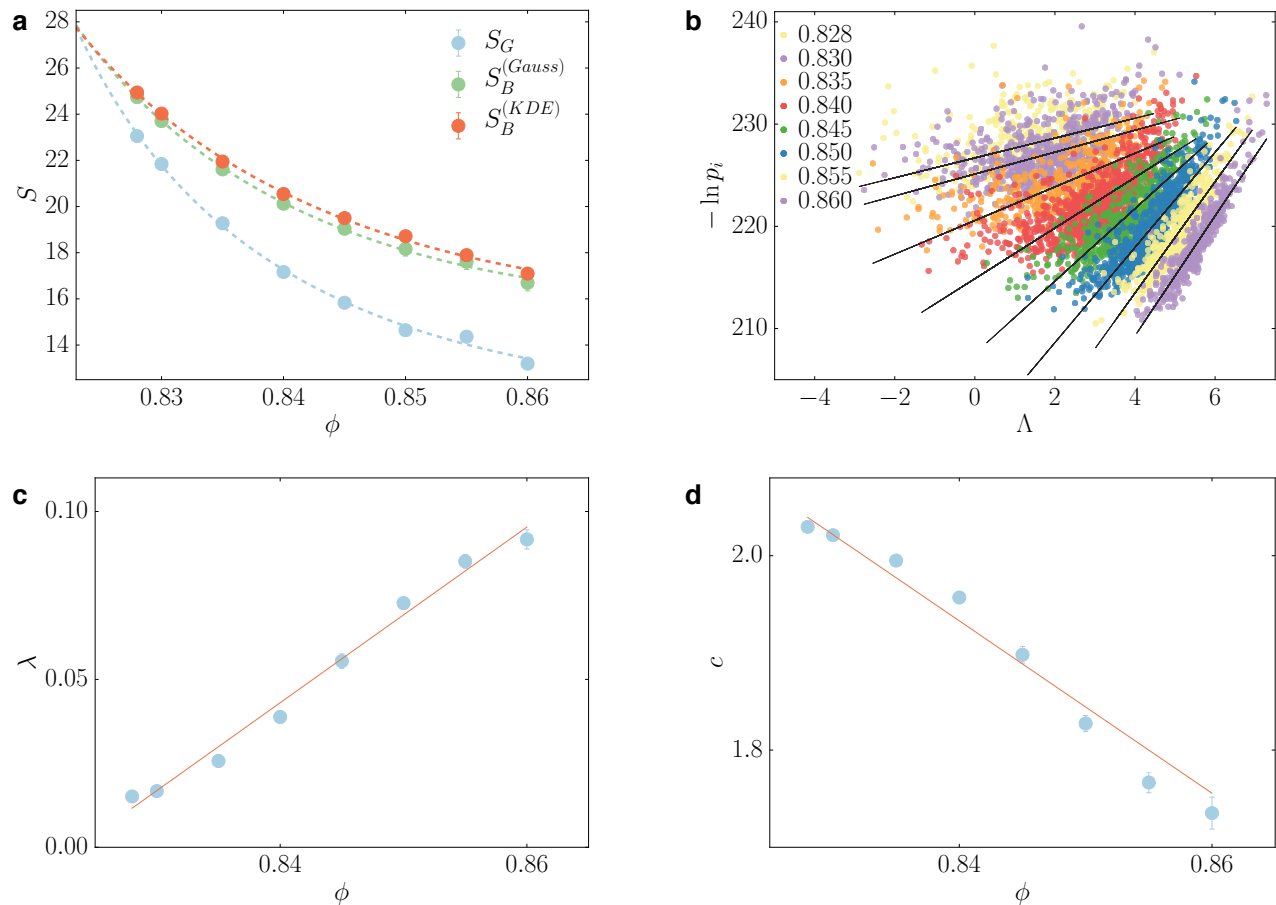 a
28
26
24
22
20
18
16
14
S
0.83
0.84
0.85
0.86
ϕ
S_G
S_B^{(Gauss)}
S_B^{(KDE)}
b
240
230
220
210
− ln p_i
0.828
0.830
0.835
0.840
0.845
0.850
0.855
0.860
−4
−2
0
2
4
6
Λ
c
0.10
0.05
0.00
λ
0.84
0.86
ϕ
d
2.0
1.8
c
0.84
0.86
ϕ